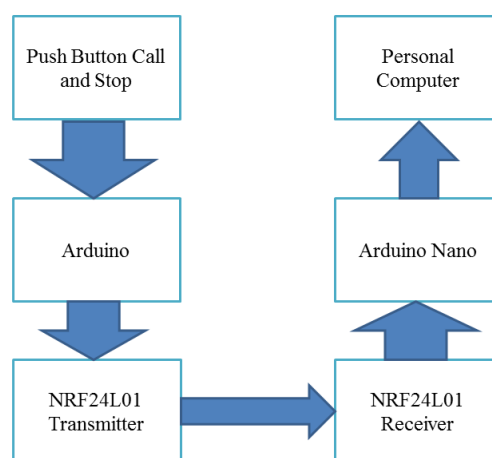 Push Button Call
and Stop
Personal
Computer
Arduino
Arduino Nano
NRF24L01
Transmitter
NRF24L01
Receiver